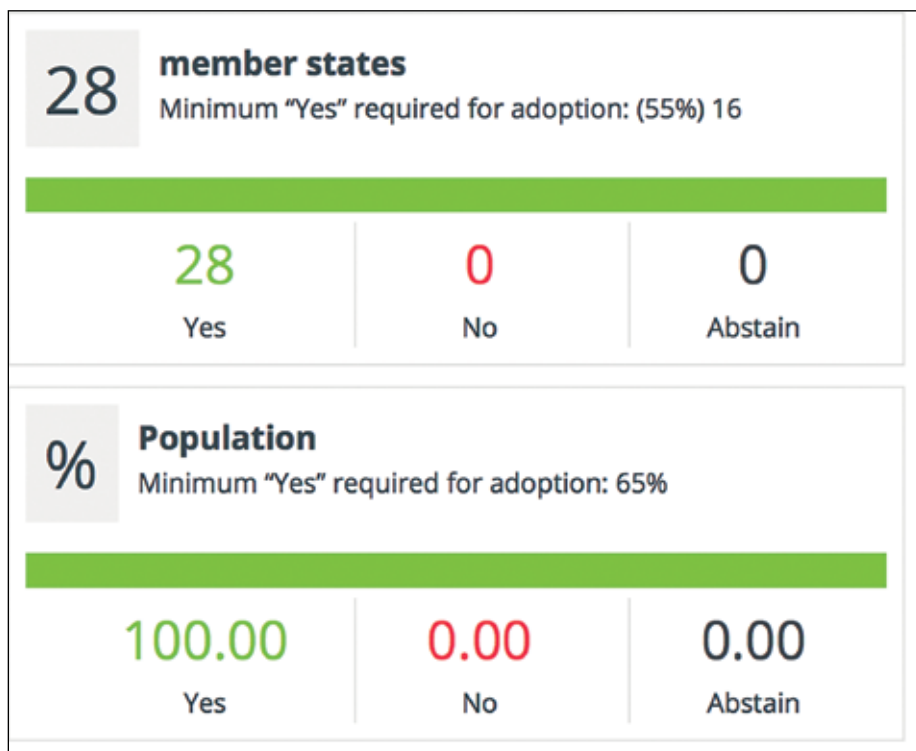 28
member states
Minimum “Yes” required for adoption: (55%) 16
28 0 0
Yes No Abstain
%
Population
Minimum “Yes” required for adoption: 65%
100.00 0.00 0.00
Yes No Abstain